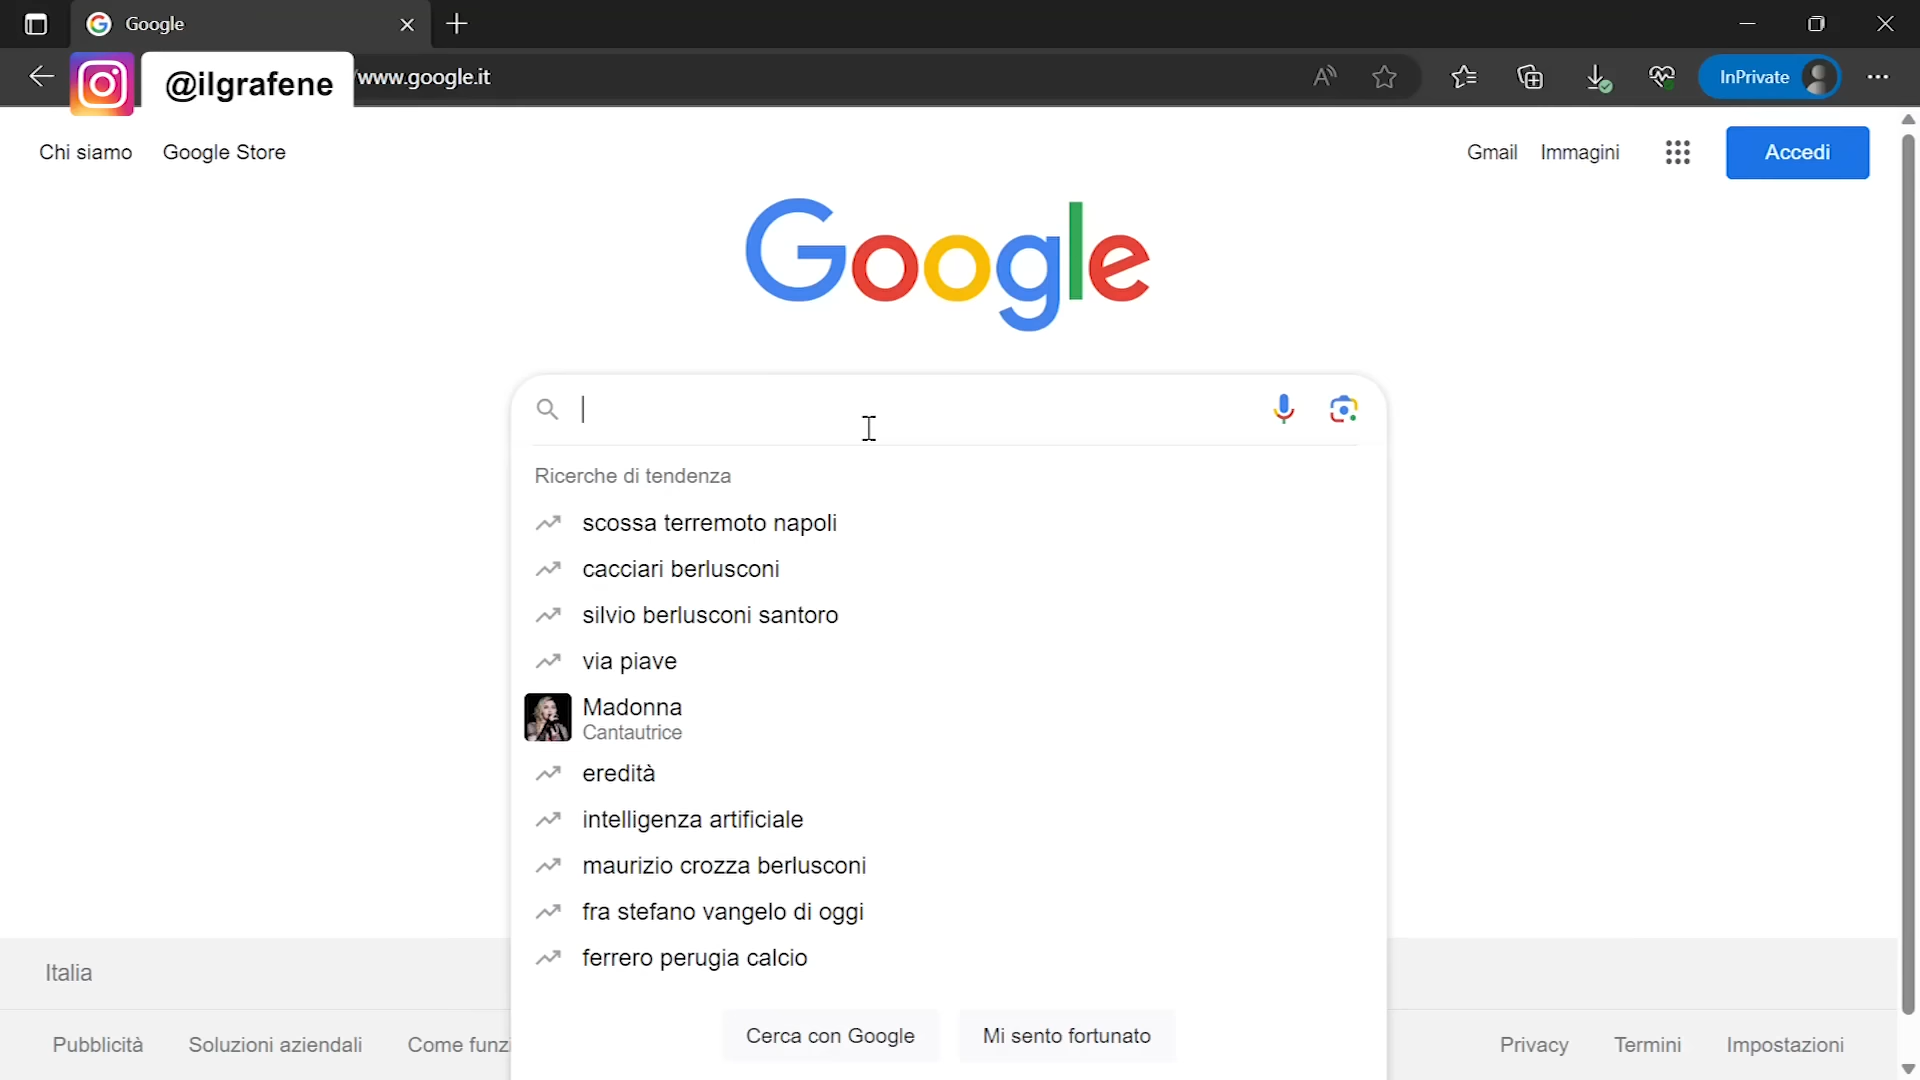 Google
@ilgrafene
/www.google.it
InPrivate
Chi siamo
Google Store
Gmail
Immagini
Accedi
Google
Ricerche di tendenza
scossa terremoto napoli
cacciari berlusconi
silvio berlusconi santoro
via piave
Madonna
Cantautrice
eredità
intelligenza artificiale
maurizio crozza berlusconi
fra stefano vangelo di oggi
ferrero perugia calcio
Italia
Cerca con Google
Mi sento fortunato
Pubblicità
Soluzioni aziendali
Come funzi
Privacy
Termini
Impostazioni